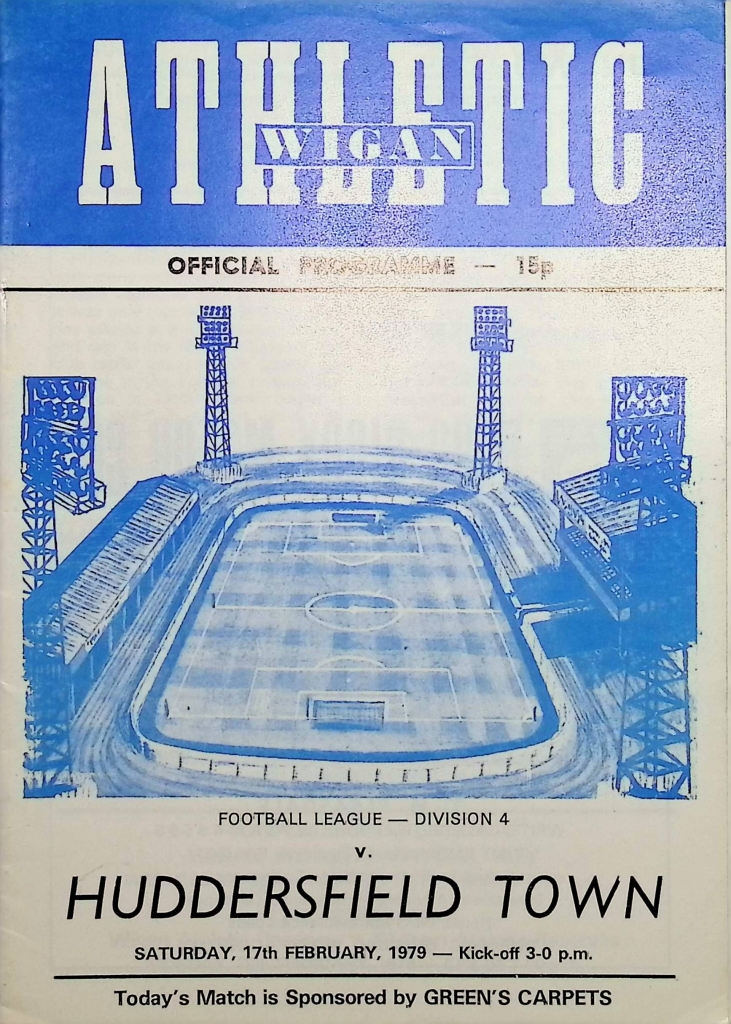 ATHLETIC
WIGAN
OFFICIAL PROGRAMME — 15p
FOOTBALL LEAGUE — DIVISION 4
v.
HUDDERSFIELD TOWN
SATURDAY, 17th FEBRUARY, 1979 — Kick-off 3-0 p.m.
Today's Match is Sponsored by GREEN'S CARPETS